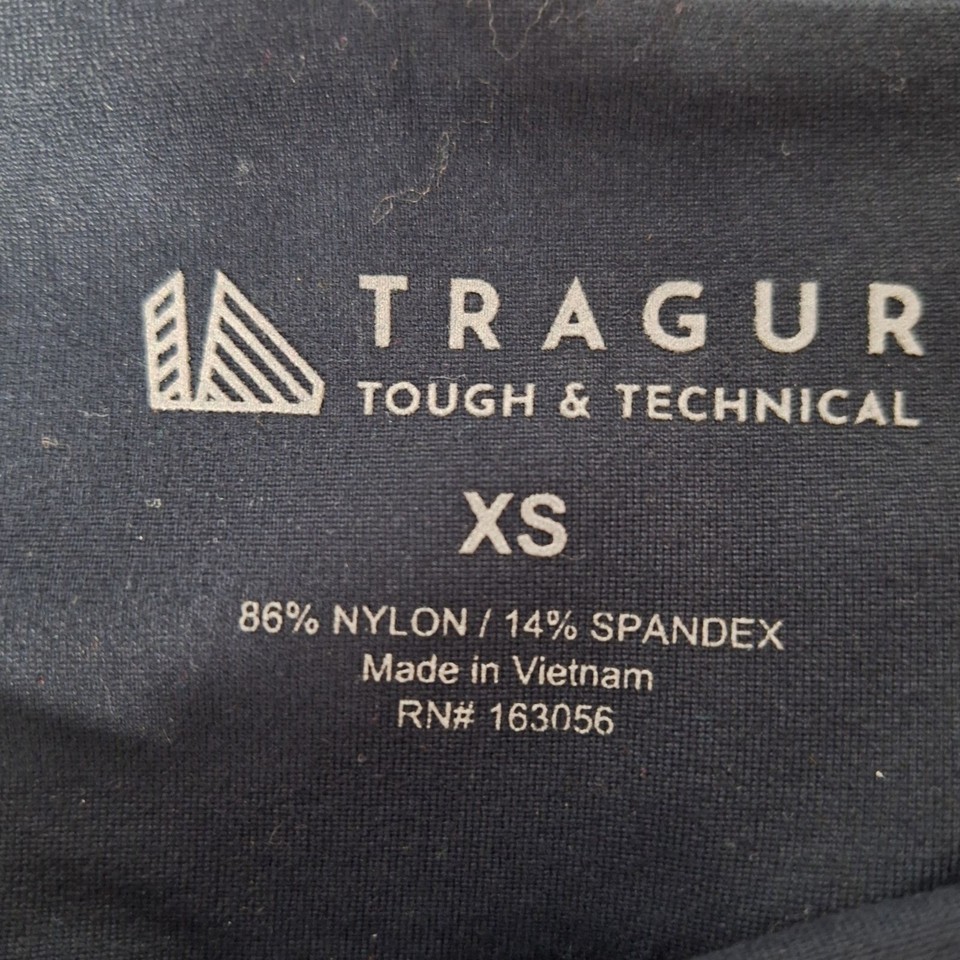 TRAGUR
TOUGH & TECHNICAL
XS
86% NYLON / 14% SPANDEX
Made in Vietnam
RN# 163056